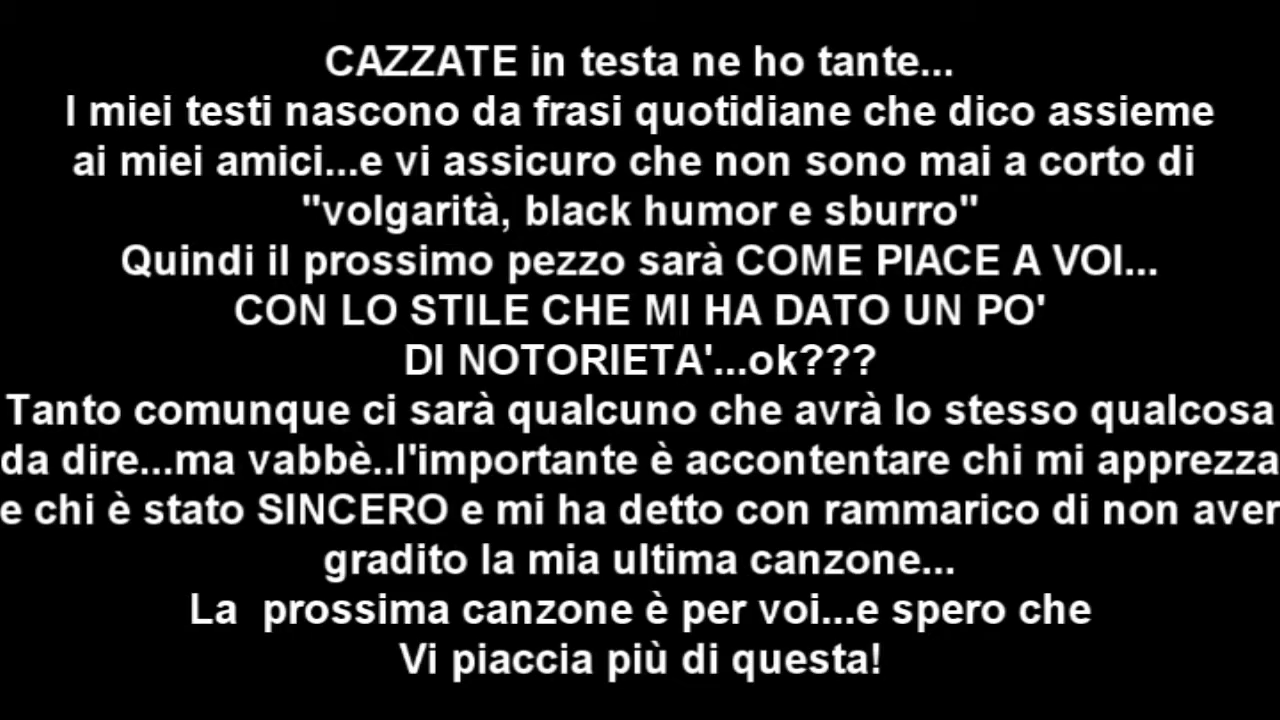 CAZZATE in testa ne ho tante...
I miei testi nascono da frasi quotidiane che dico assieme
ai miei amici...e vi assicuro che non sono mai a corto di
"volgarità, black humor e sburro"
Quindi il prossimo pezzo sarà COME PIACE A VOI...
CON LO STILE CHE MI HA DATO UN PO'
DI NOTORIETA'...ok???
Tanto comunque ci sarà qualcuno che avrà lo stesso qualcosa
da dire...ma vabbè..l'importante è accontentare chi mi apprezza
e chi è stato SINCERO e mi ha detto con rammarico di non aver
gradito la mia ultima canzone...
La  prossima canzone è per voi...e spero che
Vi piaccia più di questa!